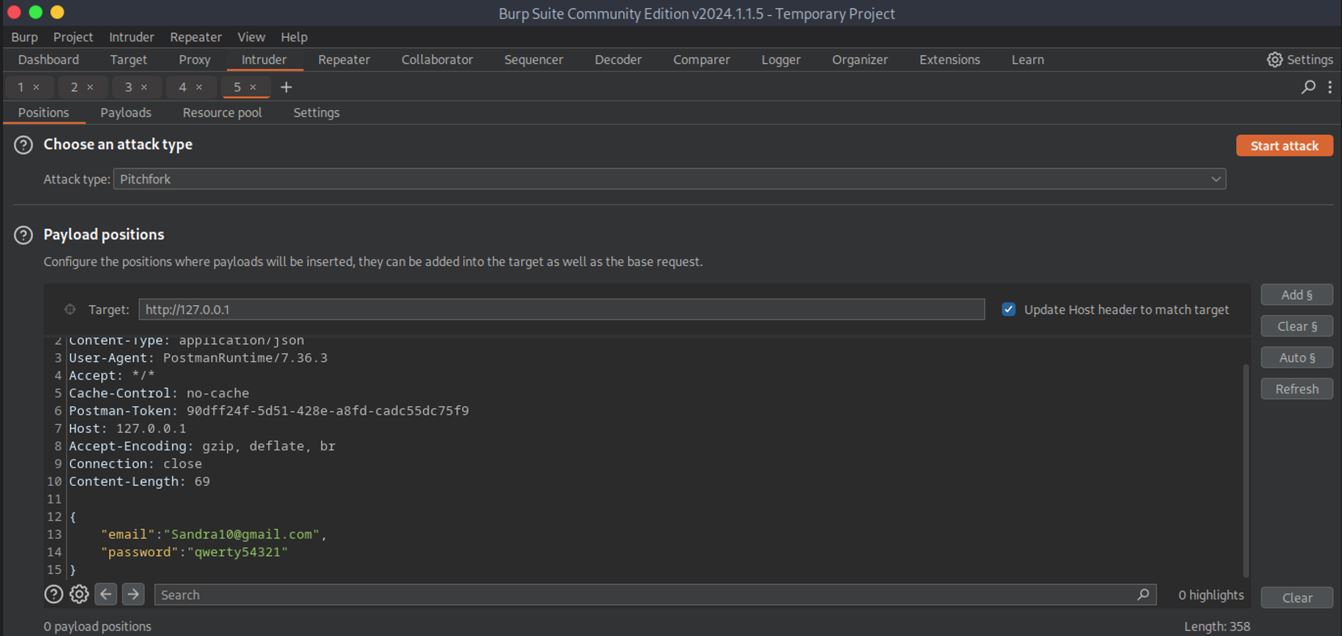 Burp Suite Community Edition v2024.1.1.5 - Temporary Project
Burp Project Intruder Repeater View Help
Dashboard Target Proxy Intruder Repeater Collaborator Sequencer Decoder Comparer Logger Organizer Extensions Learn Settings
1 × 2 × 3 × 4 × 5 × +
Positions Payloads Resource pool Settings
? Choose an attack type Start attack
Attack type: Pitchfork
? Payload positions
Configure the positions where payloads will be inserted, they can be added into the target as well as the base request.
Add §
Target: http://127.0.0.1 Update Host header to match target
Clear §
2 Content-Type: application/json
3 User-Agent: PostmanRuntime/7.36.3
Auto §
4 Accept: */*
5 Cache-Control: no-cache
Refresh
6 Postman-Token: 90dff24f-5d51-428e-a8fd-cadc55dc75f9
7 Host: 127.0.0.1
8 Accept-Encoding: gzip, deflate, br
9 Connection: close
10 Content-Length: 69
11
12 {
13 "email":"Sandra10@gmail.com",
14 "password":"qwerty54321"
15 }
? Search 0 highlights Clear
0 payload positions Length: 358